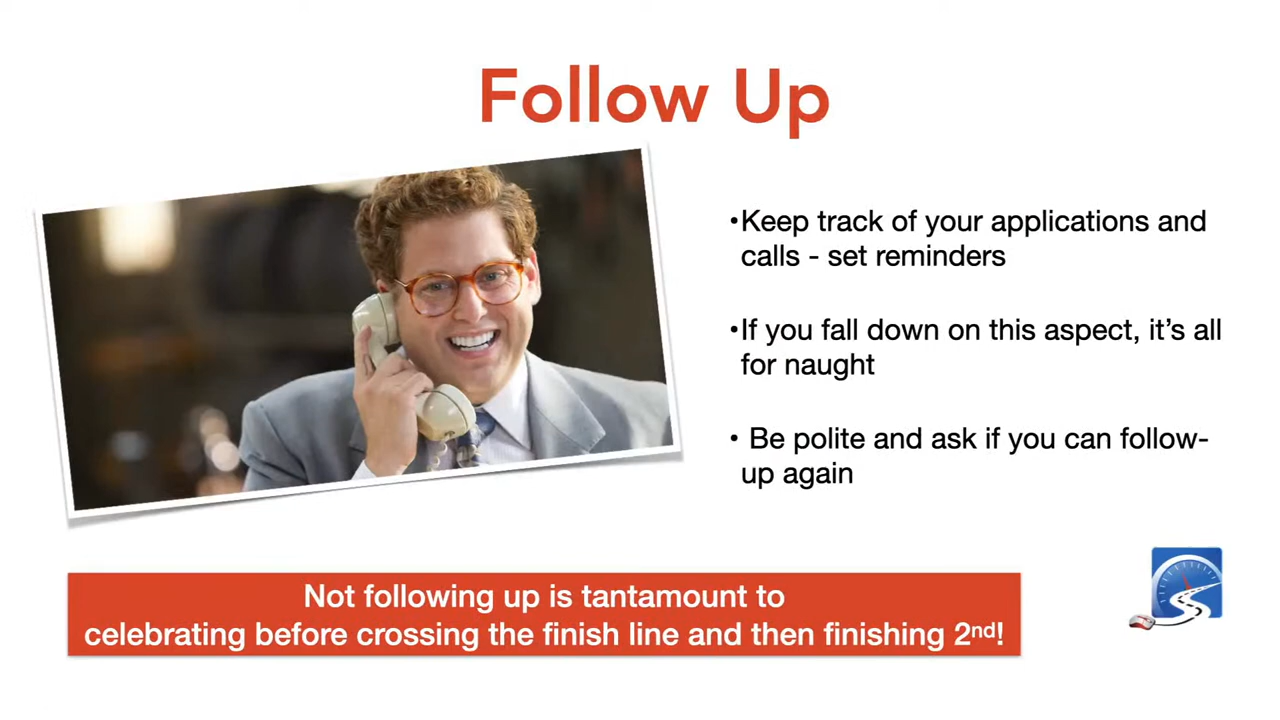 Follow Up
•Keep track of your applications and
calls - set reminders
•If you fall down on this aspect, it’s all
for naught
• Be polite and ask if you can follow-
up again
Not following up is tantamount to
celebrating before crossing the finish line and then finishing 2nd!